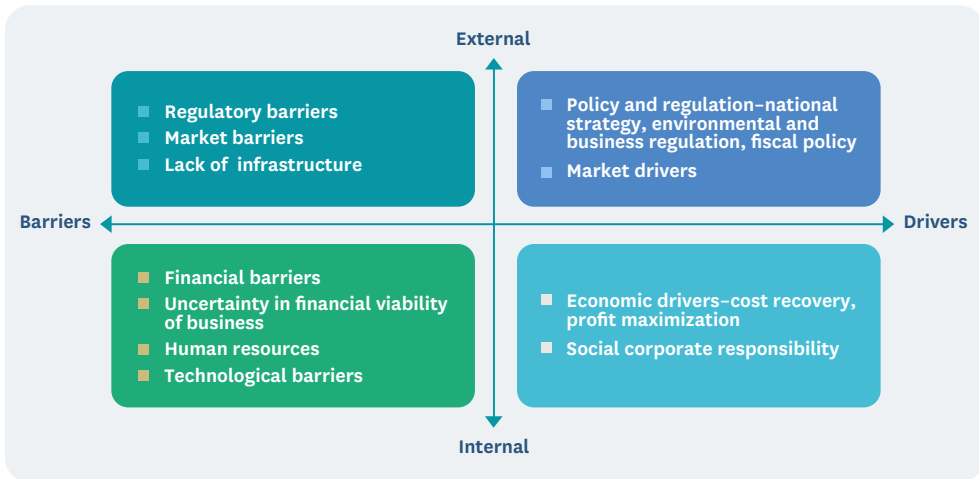 External
Regulatory barriers
Market barriers
Lack of infrastructure
Policy and regulation–national
strategy, environmental and
business regulation, fiscal policy
Market drivers
Barriers
Drivers
Financial barriers
Uncertainty in financial viability
of business
Human resources
Technological barriers
Economic drivers–cost recovery,
profit maximization
Social corporate responsibility
Internal